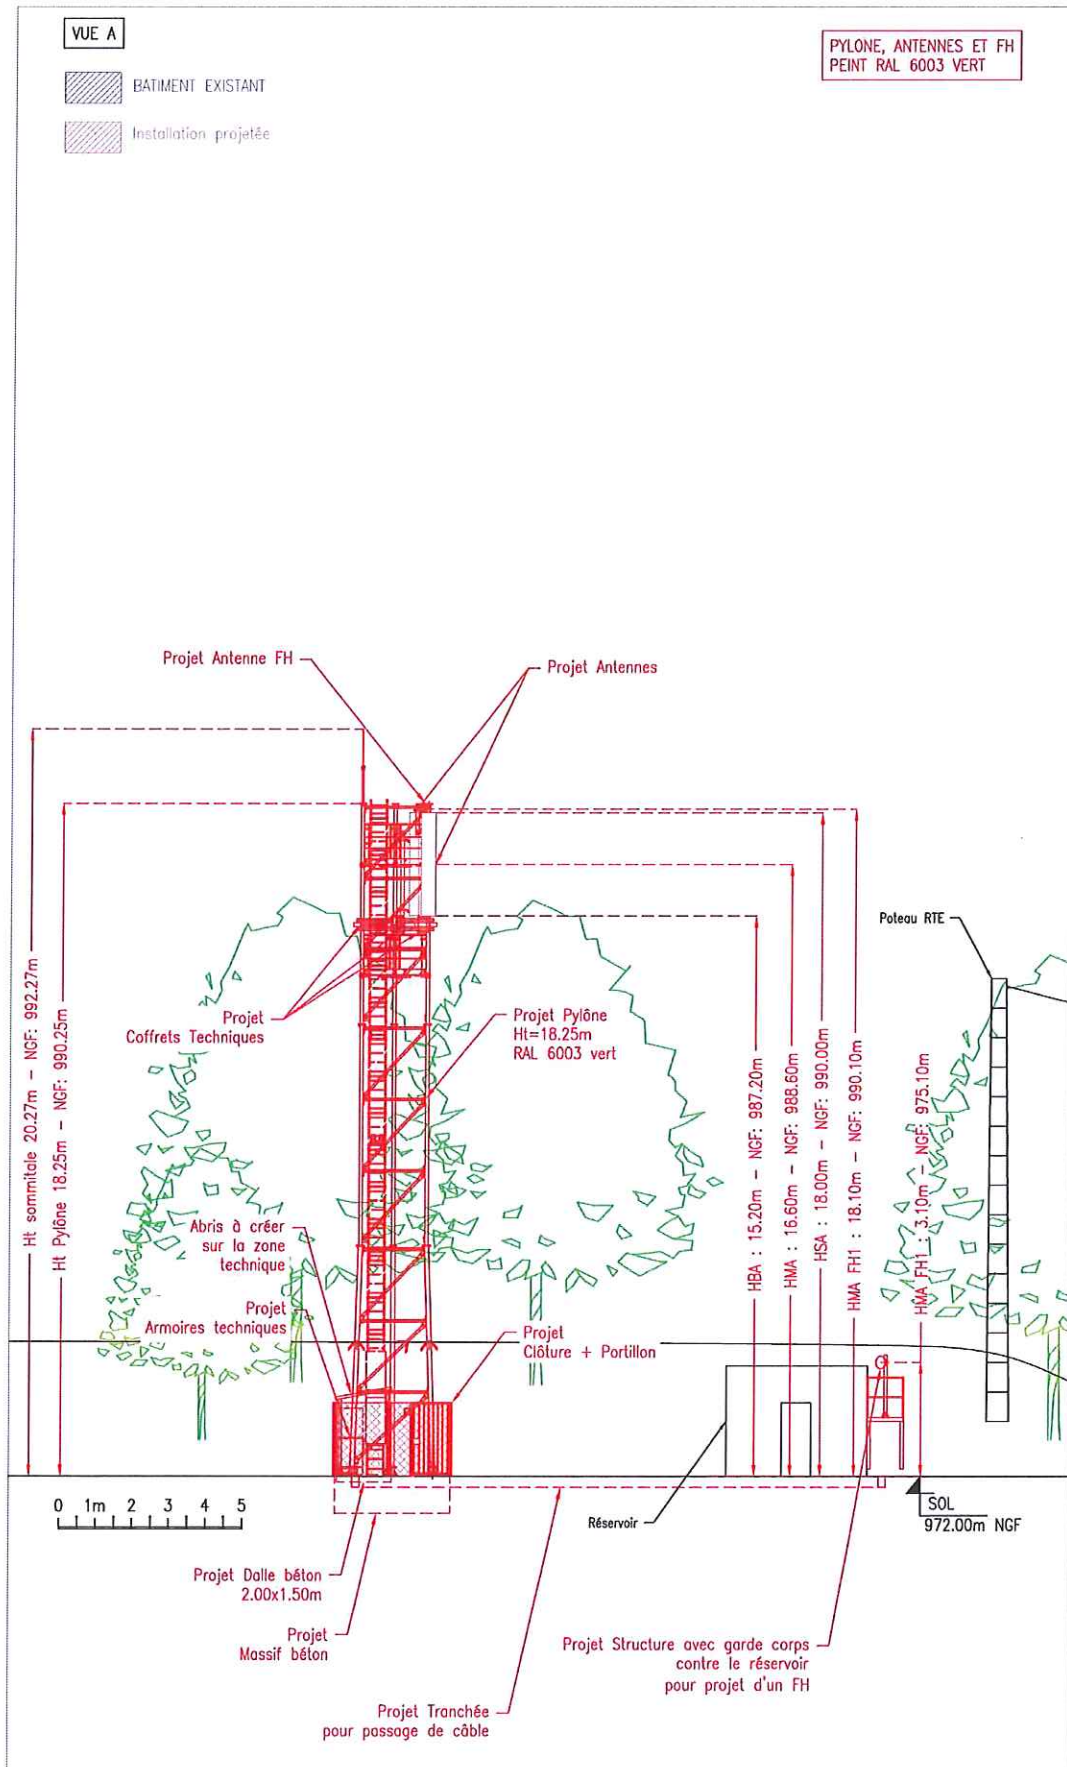 VUE A
PYLONE, ANTENNES ET FH
PEINT RAL 6003 VERT
BATIMENT EXISTANT
Installation projetée
Projet Antenne FH
Projet Antennes
Ht sommitale 20.27m - NGF: 992.27m
Ht Pylône 18.25m - NGF: 990.25m
Projet
Coffrets Techniques
Projet Pylône
Ht=18.25m
RAL 6003 vert
HBA : 15.20m - NGF: 987.20m
HMA : 16.60m - NGF: 988.60m
HSA : 18.00m - NGF: 990.00m
HMA FH1 : 18.10m - NGF: 990.10m
HMA FH1 : 3.10m - NGF: 975.10m
Poteau RTE
Abris à créer
sur la zone
technique
Projet
Armoires techniques
Projet
Clôture + Portillon
0 1m 2 3 4 5
Réservoir
SOL
972.00m NGF
Projet Dalle béton
2.00x1.50m
Projet
Massif béton
Projet Structure avec garde corps
contre le réservoir
pour projet d'un FH
Projet Tranchée
pour passage de câble